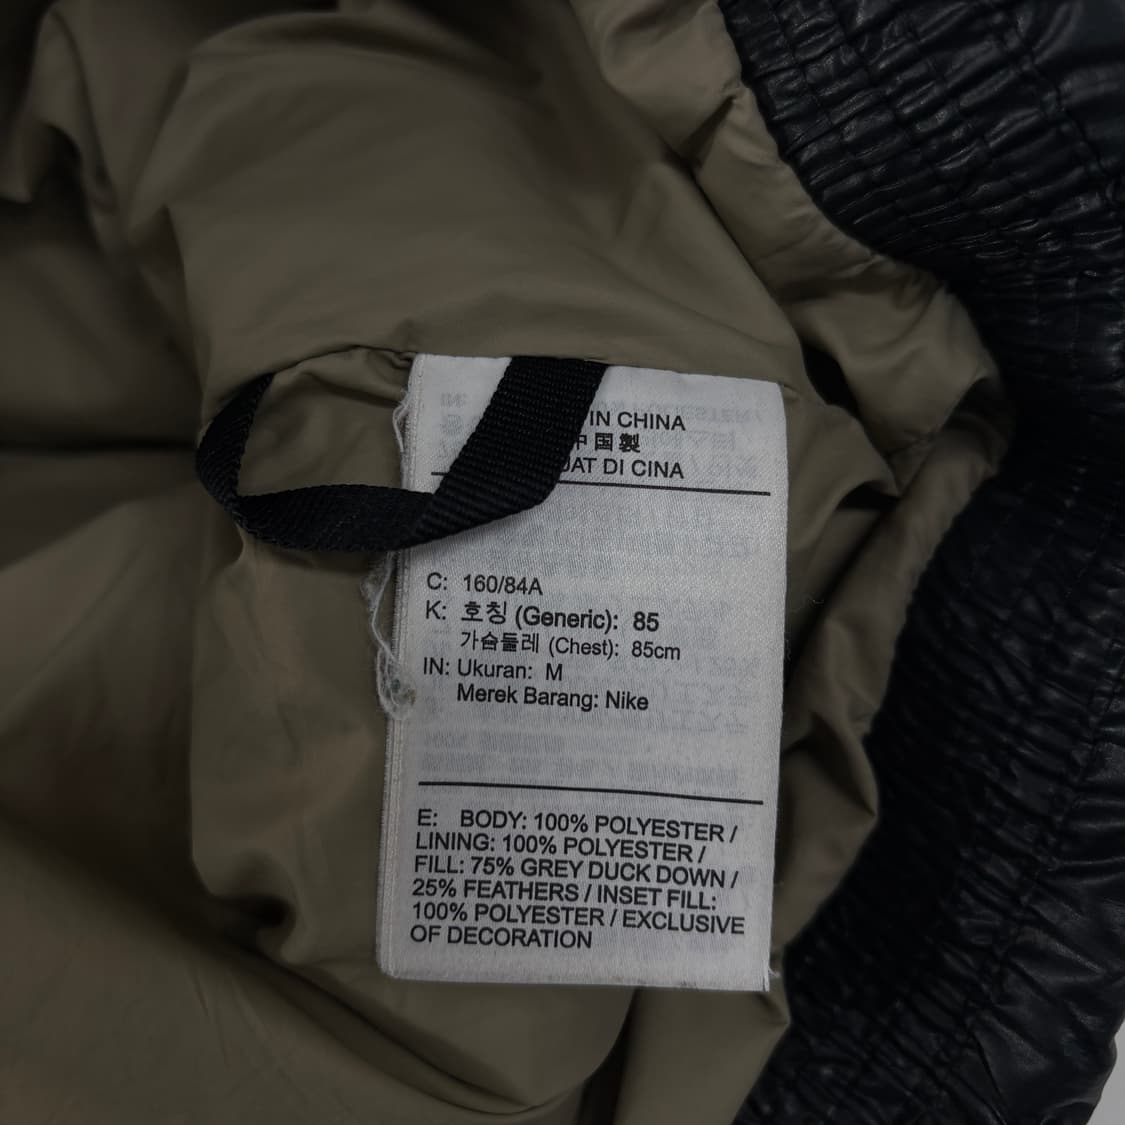 IN CHINA
中国製
UAT DI CINA
C: 160/84A
K: 호칭 (Generic): 85
가슴둘레 (Chest): 85cm
IN: Ukuran: M
Merek Barang: Nike
E: BODY: 100% POLYESTER /
LINING: 100% POLYESTER /
FILL: 75% GREY DUCK DOWN /
25% FEATHERS / INSET FILL:
100% POLYESTER / EXCLUSIVE
OF DECORATION